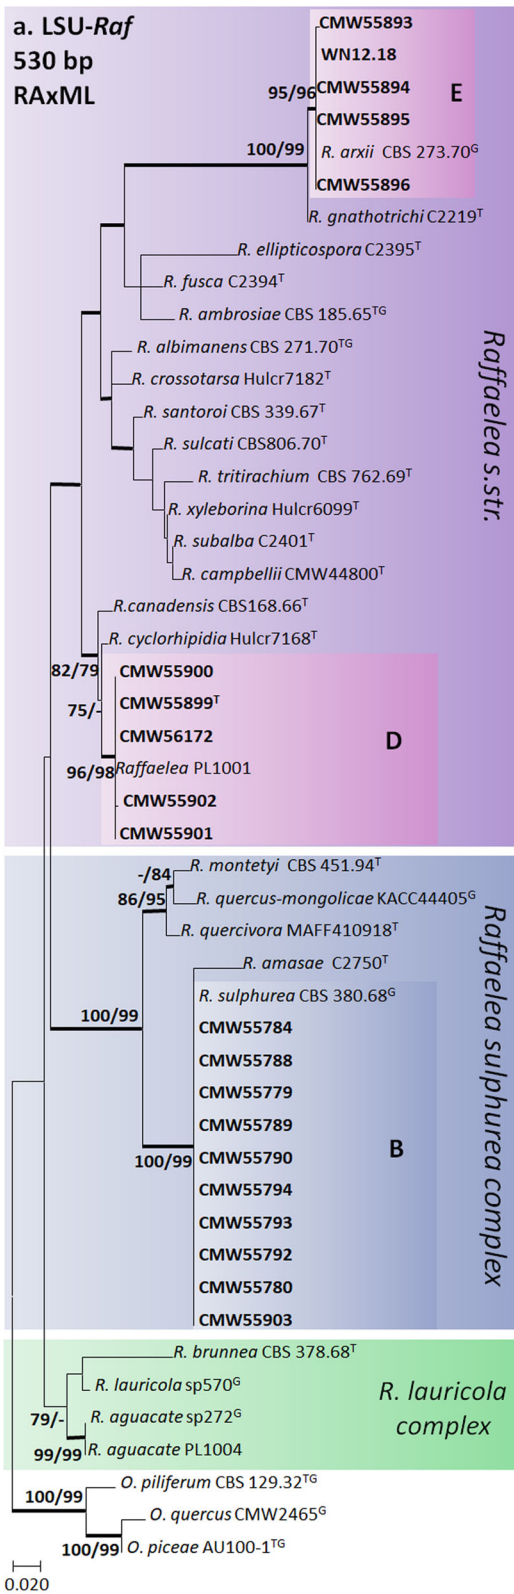 a. LSU-Raf
530 bp
RAxML
CMW55893
WN12.18
95/96 CMW55894
E
CMW55895
100/99 R. arxii CBS 273.70G
CMW55896
R. gnathotrichi C2219T
R. ellipticospora C2395T
R. fusca C2394T
R. ambrosiae CBS 185.65TG
R. albimanens CBS 271.70TG
R. crossotarsa Hulcr7182T
R. santoroi CBS 339.67T
R. sulcati CBS806.70T
R. tritirachium CBS 762.69T
R. xyleborina Hulcr6099T
R. subalba C2401T
R. campbellii CMW44800T
Raffaelea s.str.
R.canadensis CBS168.66T
R. cyclorhipidia Hulcr7168T
82/79 CMW55900
CMW55899T
75/-
CMW56172
D
96/98 Raffaelea PL1001
CMW55902
CMW55901
R. montetyi CBS 451.94T
-/84
86/95 R. quercus-mongolicae KACC44405G
R. quercivora MAFF410918T
R. amasae C2750T
R. sulphurea CBS 380.68G
100/99
CMW55784
CMW55788
CMW55779
CMW55789
B
100/99 CMW55790
CMW55794
CMW55793
CMW55792
CMW55780
CMW55903
Raffaelea sulphurea complex
R. brunnea CBS 378.68T
R. lauricola sp570G
79/- R. aguacate sp272G
99/99 R. aguacate PL1004
R. lauricola
complex
O. piliferum CBS 129.32TG
100/99
O. quercus CMW2465G
100/99 O. piceae AU100-1TG
0.020